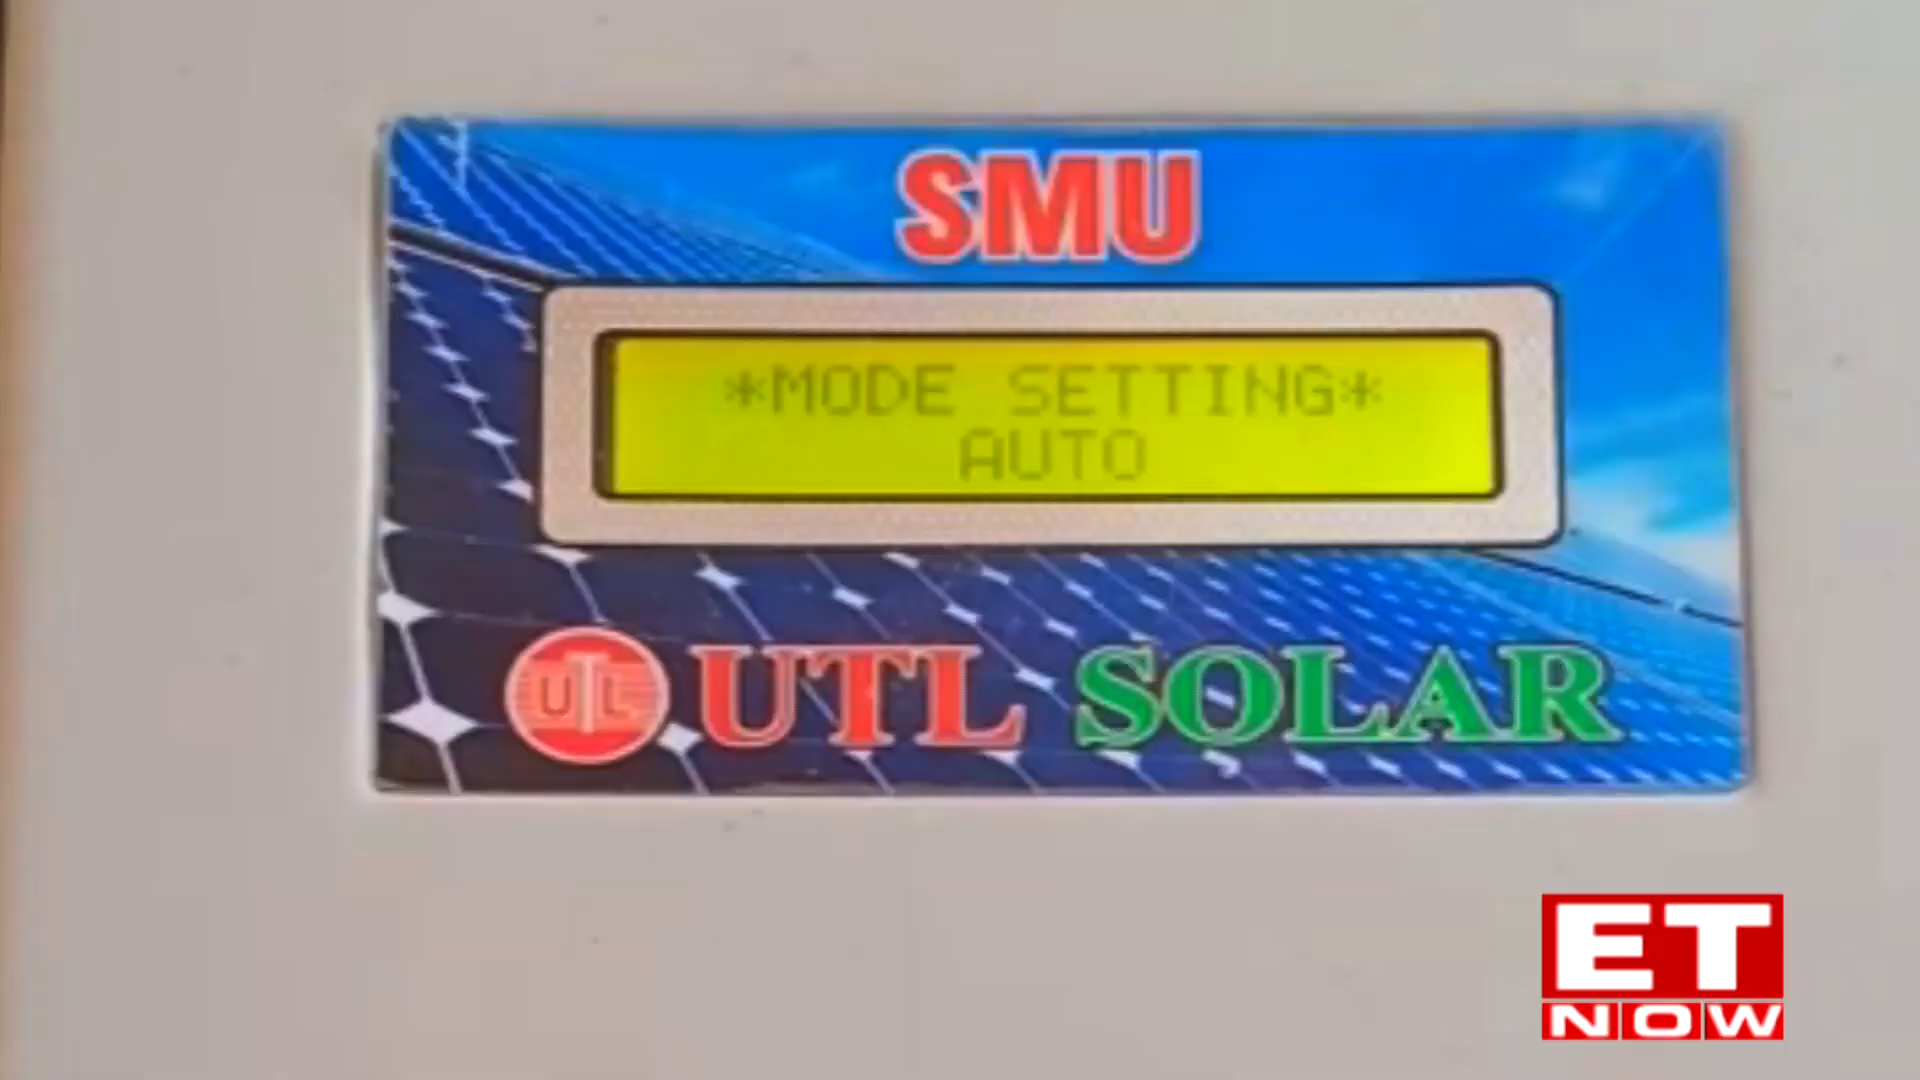 SMU
*MODE SETTING*
AUTO
UTL
UTL SOLAR
ET
NOW